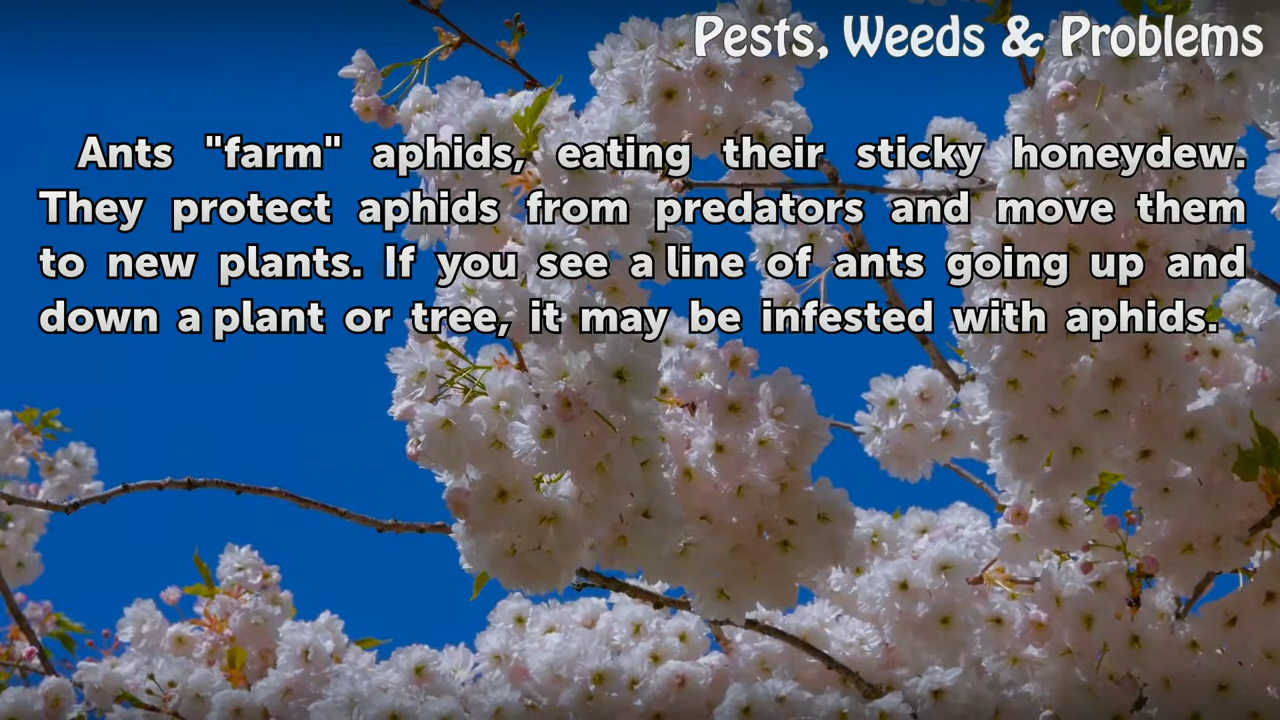 Pests, Weeds & Problems
Ants "farm" aphids, eating their sticky honeydew.
They protect aphids from predators and move them
to new plants. If you see a line of ants going up and
down a plant or tree, it may be infested with aphids.